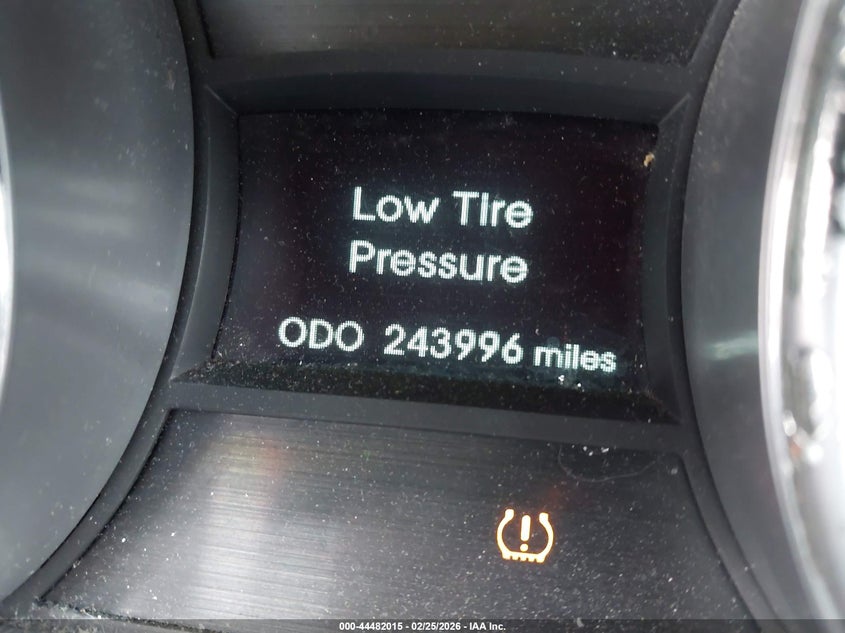 Low Tire
Pressure
ODO 243996 miles
000-44482015 - 02/25/2026 - IAA Inc.